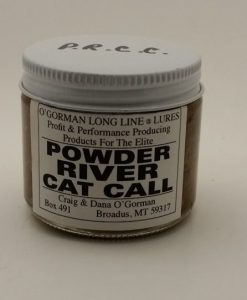 P.R.C.C.
O'GORMAN LONG LINE ® LURES
Profit & Performance Producing
Products For The Elite
POWDER
RIVER
CAT CALL
Craig & Dana O'Gorman
Box 491 Broadus, MT 59317